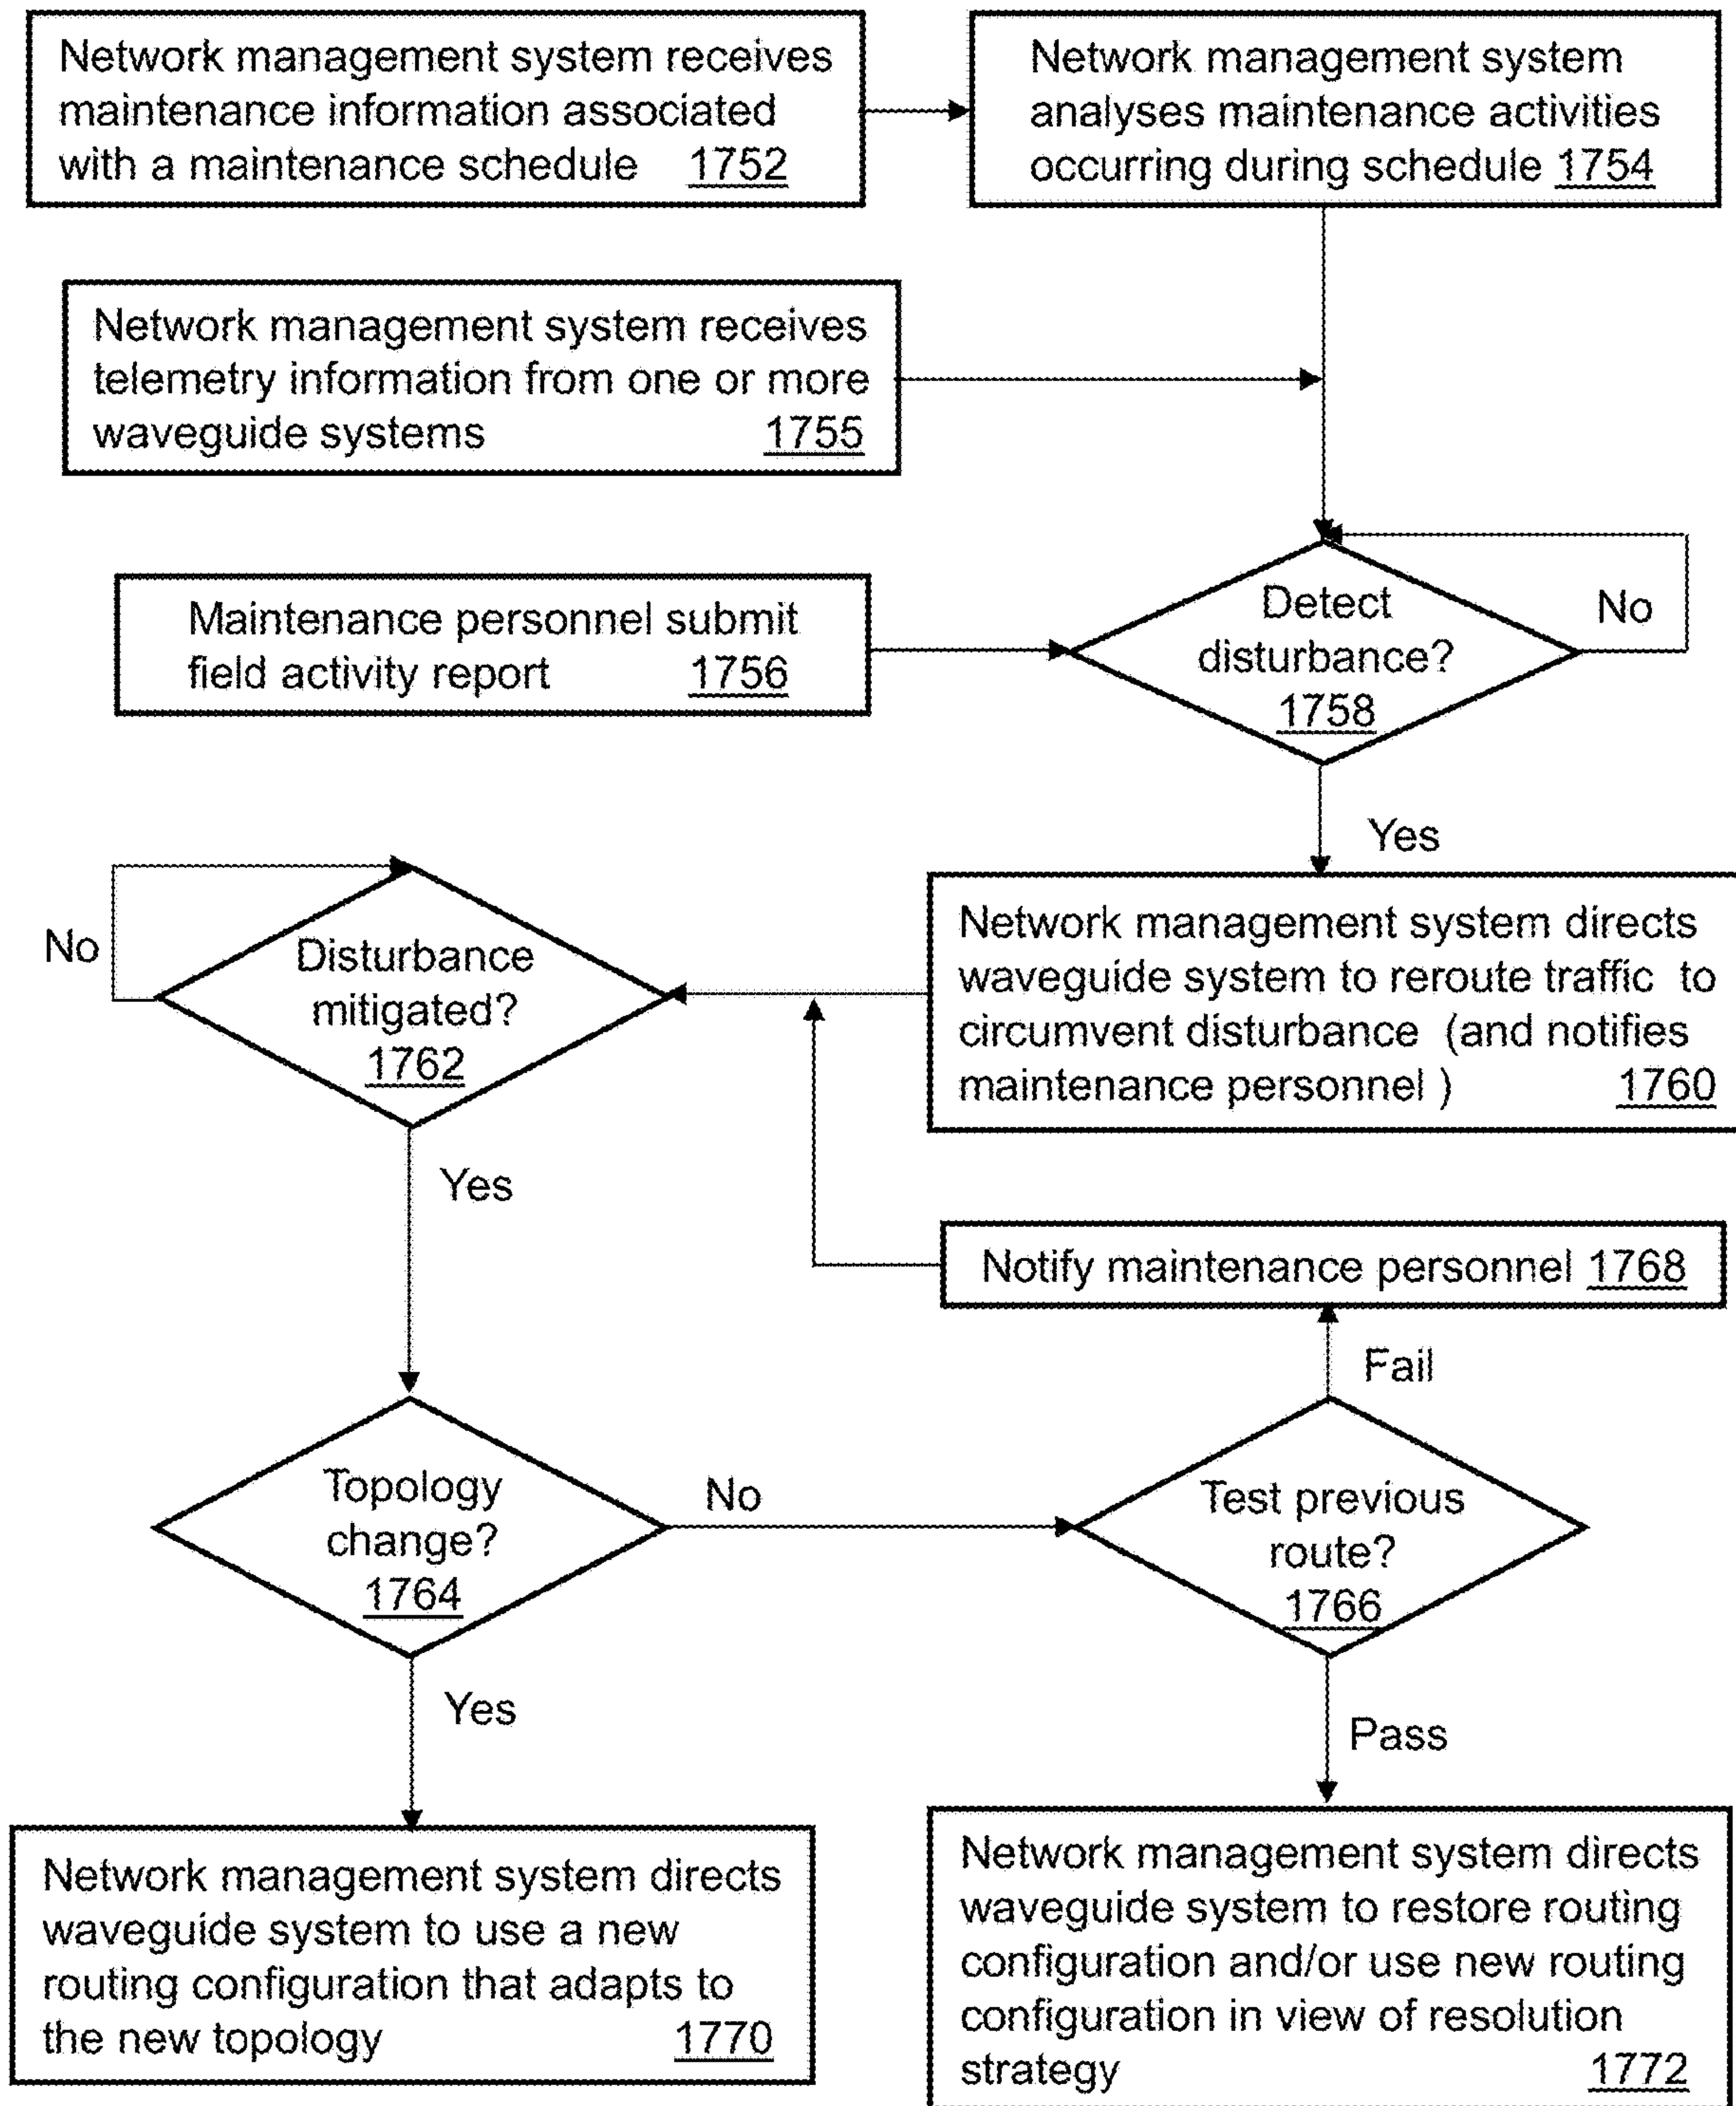 Network management system receives
maintenance information associated
with a maintenance schedule 1752
Network management system
analyses maintenance activities
occurring during schedule 1754
Network management system receives
telemetry information from one or more
waveguide systems 1755
Maintenance personnel submit
field activity report 1756
Detect
disturbance?
1758
No
Yes
Network management system directs
waveguide system to reroute traffic to
circumvent disturbance (and notifies
maintenance personnel ) 1760
Disturbance
mitigated?
1762
No
Yes
Notify maintenance personnel 1768
Fail
Topology
change?
1764
No
Test previous
route?
1766
Yes
Pass
Network management system directs
waveguide system to use a new
routing configuration that adapts to
the new topology 1770
Network management system directs
waveguide system to restore routing
configuration and/or use new routing
configuration in view of resolution
strategy 1772